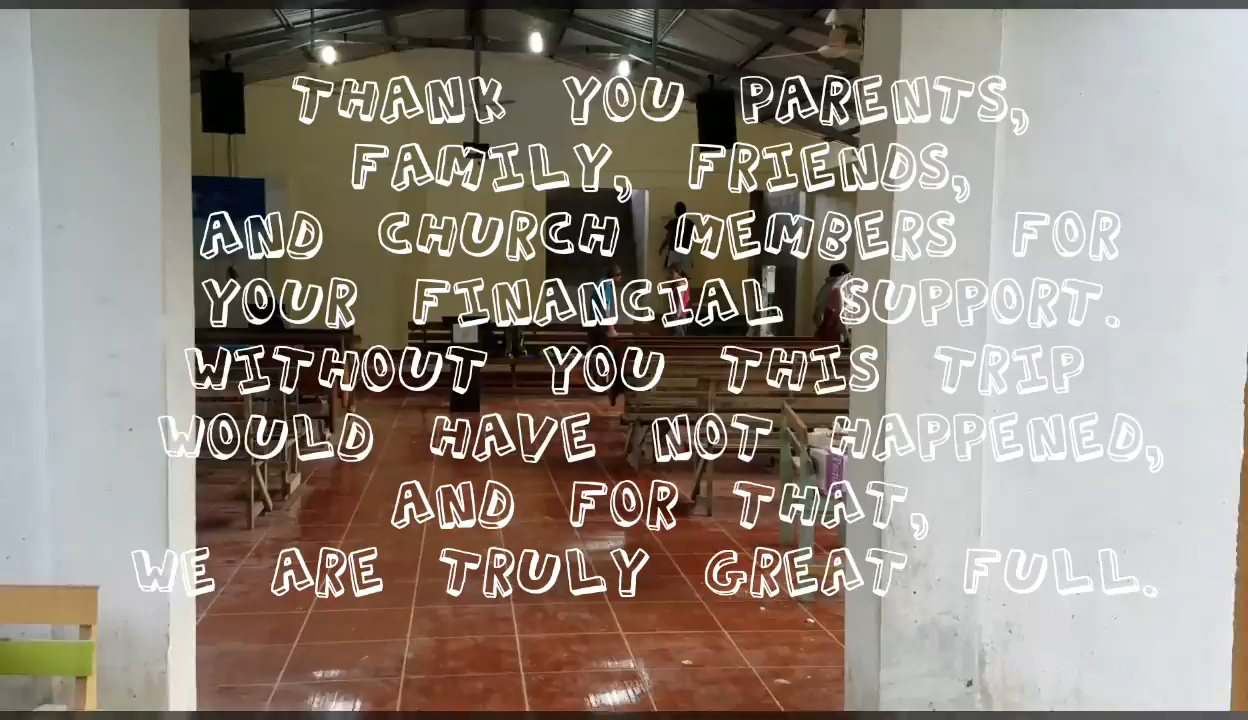 THANK YOU PARENTS,
FAMILY, FRIENDS,
AND CHURCH MEMBERS FOR
YOUR FINANCIAL SUPPORT.
WITHOUT YOU THIS TRIP
WOULD HAVE NOT HAPPENED,
AND FOR THAT,
WE ARE TRULY GREAT FULL.